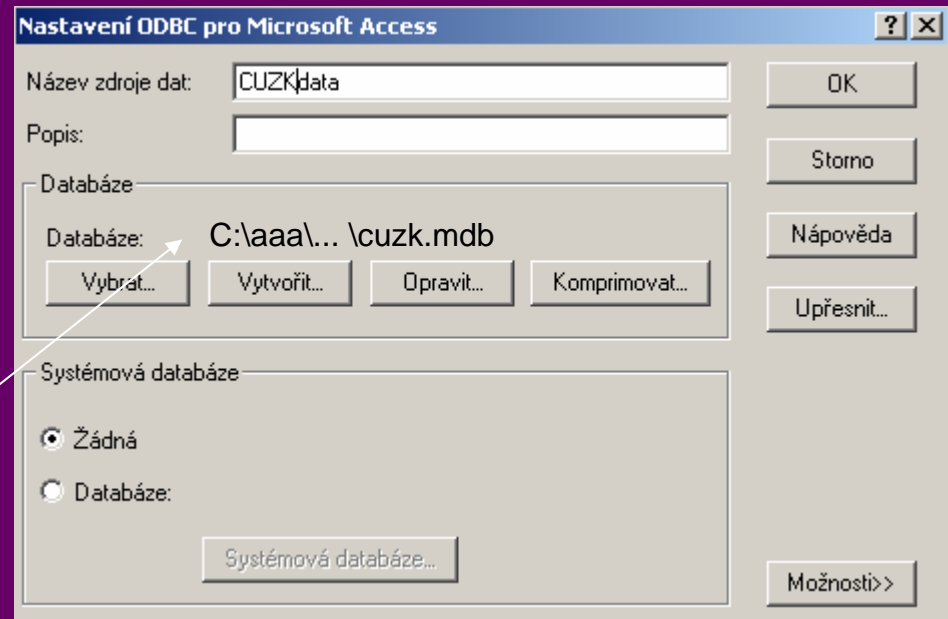 Nastavení ODBC pro Microsoft Access
Název zdroje dat: CUZKdata
OK
Popis:
Storno
Databáze
Databáze: C:\aaa\... \cuzk.mdb
Nápověda
Vybrat... Vytvořit... Opravit... Komprimovat...
Upřesnit...
Systémová databáze
Žádná
Databáze:
Systémová databáze...
Možnosti>>